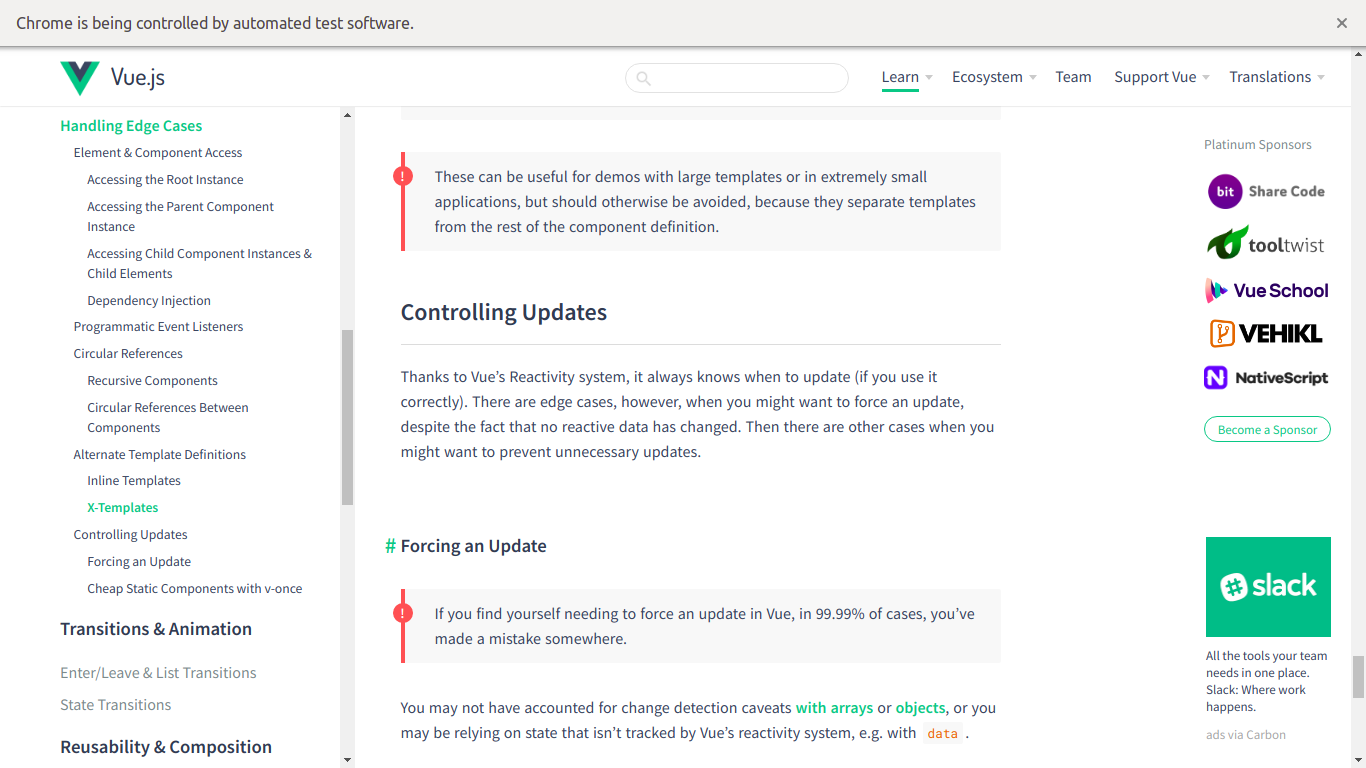 Chrome is being controlled by automated test software.
Vue.js
Learn
Ecosystem
Team
Support Vue
Translations
Handling Edge Cases
Element & Component Access
Accessing the Root Instance
Accessing the Parent Component
Instance
Accessing Child Component Instances &
Child Elements
Dependency Injection
Programmatic Event Listeners
Circular References
Recursive Components
Circular References Between
Components
Alternate Template Definitions
Inline Templates
X-Templates
Controlling Updates
Forcing an Update
Cheap Static Components with v-once
Transitions & Animation
Enter/Leave & List Transitions
State Transitions
Reusability & Composition
!
These can be useful for demos with large templates or in extremely small
applications, but should otherwise be avoided, because they separate templates
from the rest of the component definition.
Controlling Updates
Thanks to Vue’s Reactivity system, it always knows when to update (if you use it
correctly). There are edge cases, however, when you might want to force an update,
despite the fact that no reactive data has changed. Then there are other cases when you
might want to prevent unnecessary updates.
# Forcing an Update
!
If you find yourself needing to force an update in Vue, in 99.99% of cases, you’ve
made a mistake somewhere.
You may not have accounted for change detection caveats with arrays or objects, or you
may be relying on state that isn’t tracked by Vue’s reactivity system, e.g. with data .
Platinum Sponsors
bit Share Code
tooltwist
Vue School
VEHIKL
N NativeScript
Become a Sponsor
slack
All the tools your team
needs in one place.
Slack: Where work
happens.
ads via Carbon